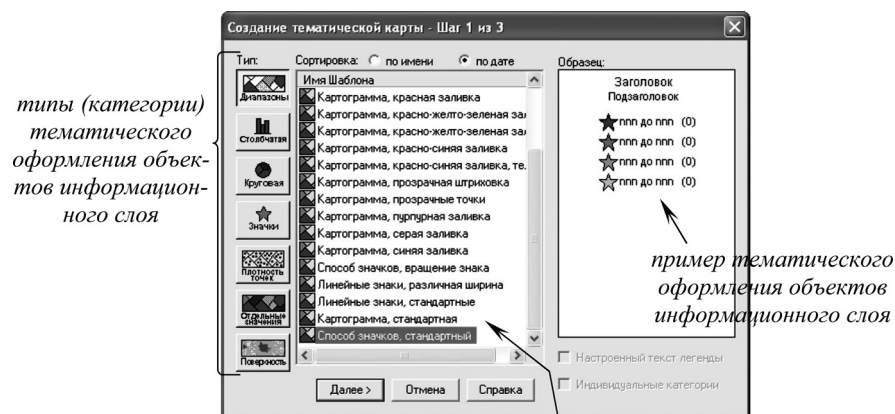 Создание тематической карты - Шаг 1 из 3
Тип:
Сортировка: по имени по дате
Образец:
типы (категории)
тематического
оформления объек-
тов информацион-
ного слоя
Диапазоны
Столбчатая
Круговая
Значки
Плотность
точек
Отдельные
значения
Поверхность
Имя Шаблона
Картограмма, красная заливка
Картограмма, красно-желто-зеленая зал
Картограмма, красно-желто-зеленая зал
Картограмма, красно-синяя заливка
Картограмма, красно-синяя заливка, те.
Картограмма, прозрачная штриховка
Картограмма, прозрачные точки
Картограмма, пурпурная заливка
Картограмма, серая заливка
Картограмма, синяя заливка
Способ значков, вращение знака
Линейные знаки, различная ширина
Линейные знаки, стандартные
Картограмма, стандартная
Способ значков, стандартный
Заголовок
Подзаголовок
nnn до nnn (0)
nnn до nnn (0)
nnn до nnn (0)
nnn до nnn (0)
пример тематического
оформления объектов
информационного слоя
Настроенный текст легенды
Индивидуальные категории
Далее >
Отмена
Справка